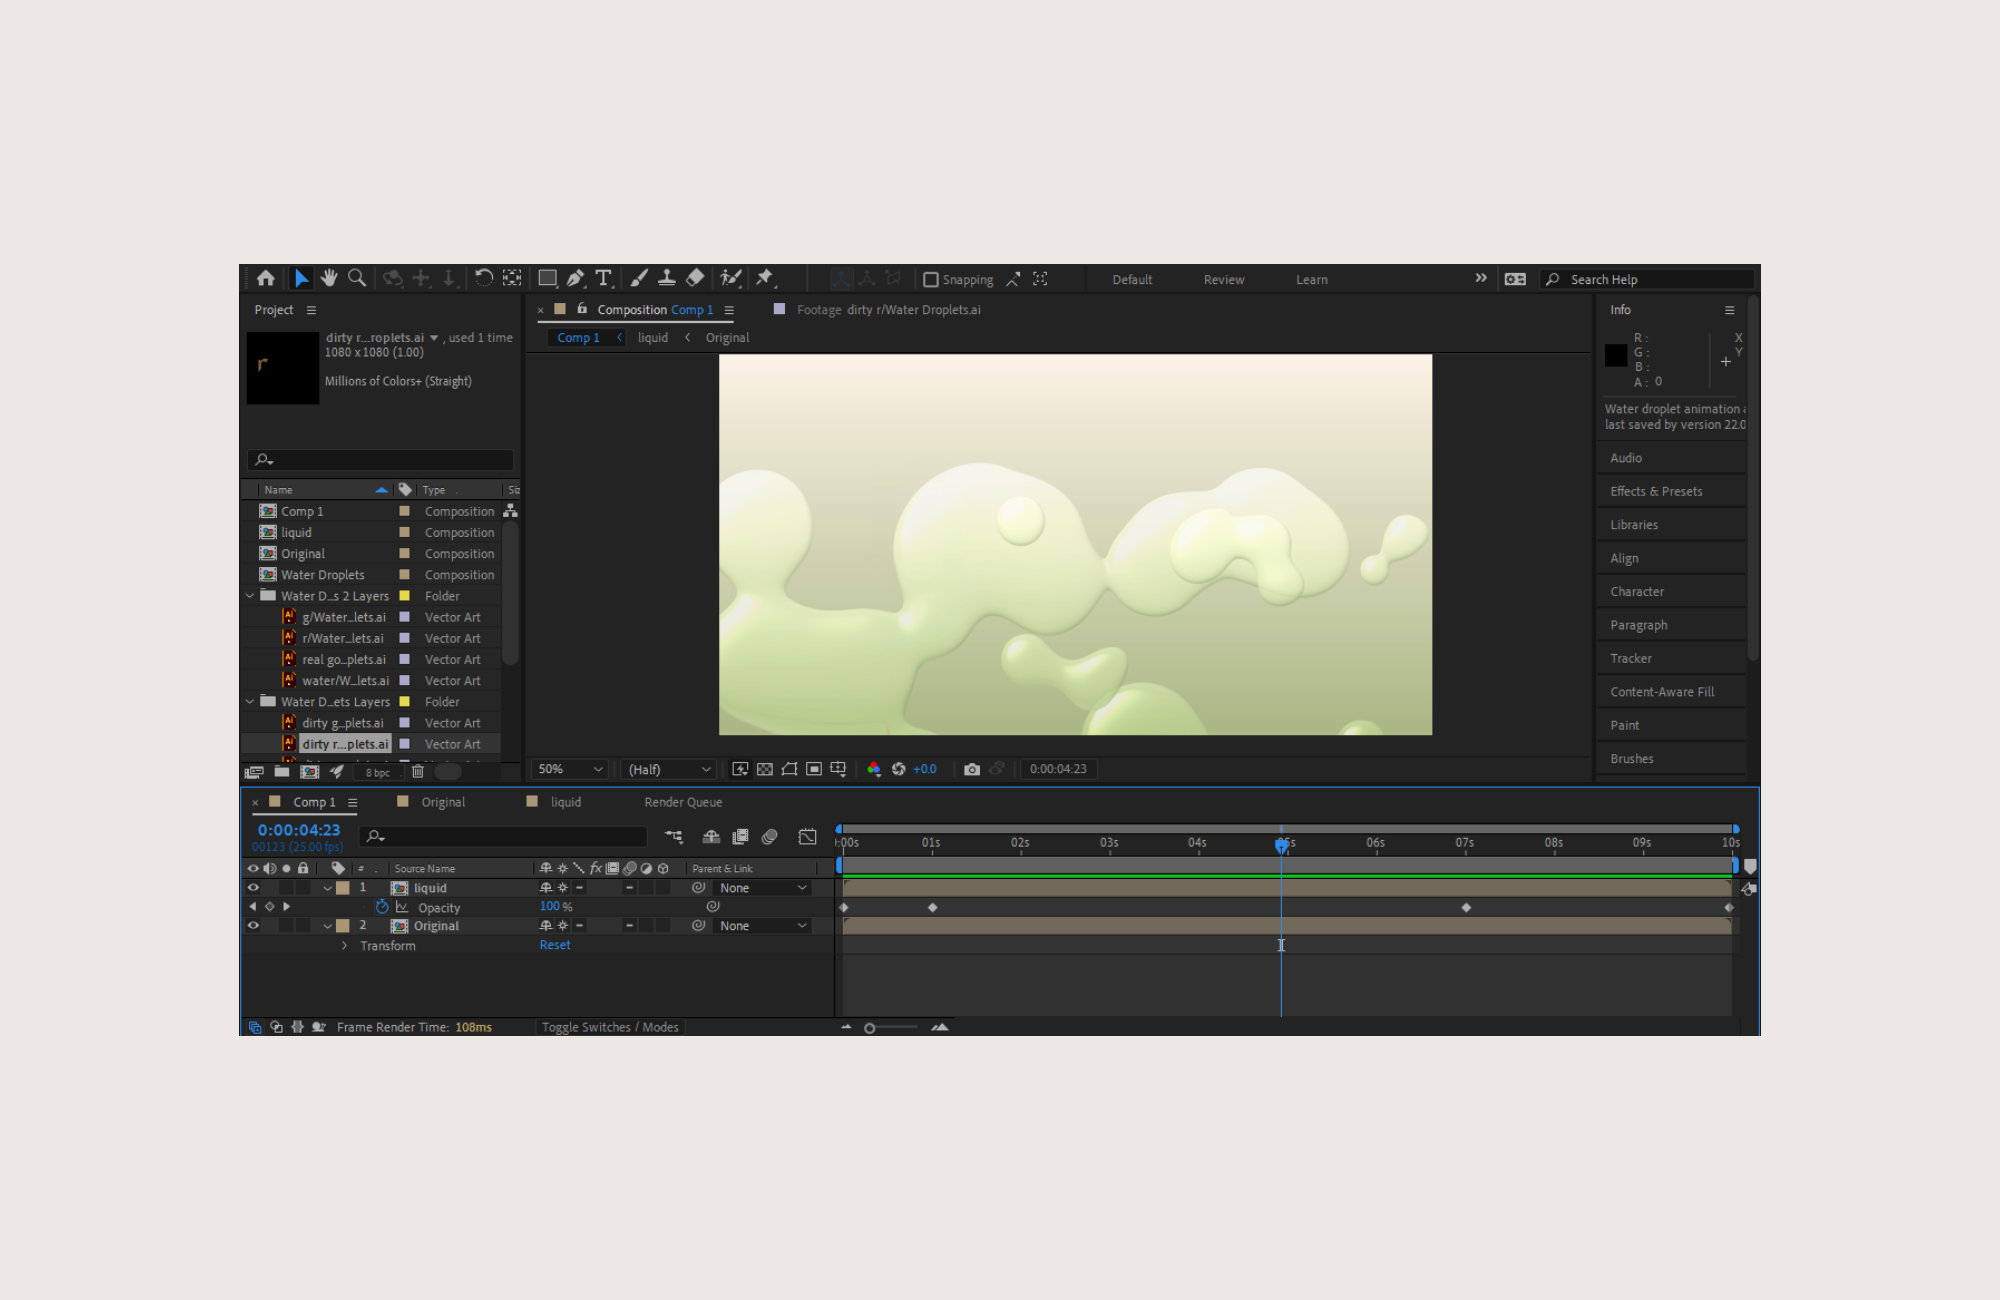 Snapping
Default
Review
Learn
Search Help
Project
dirty r...roplets.ai , used 1 time
1080 x 1080 (1.00)
Millions of Colors+ (Straight)
Name
Type
Comp 1 Composition
liquid Composition
Original Composition
Water Droplets Composition
Water D...s 2 Layers Folder
g/Water...lets.ai Vector Art
r/Water...lets.ai Vector Art
real go...plets.ai Vector Art
water/W...lets.ai Vector Art
Water D...ets Layers Folder
dirty g...plets.ai Vector Art
dirty r...plets.ai Vector Art
8 bpc
Composition Comp 1
Footage dirty r/Water Droplets.ai
Comp 1 < liquid < Original
r
50%
(Half)
+0.0
0:00:04:23
Info
R :
G :
B :
A : 0
X
Y
Water droplet animation
last saved by version 22.0
Audio
Effects & Presets
Libraries
Align
Character
Paragraph
Tracker
Content-Aware Fill
Paint
Brushes
Comp 1
Original
liquid
Render Queue
0:00:04:23
00123 (25.00 fps)
# Source Name
Parent & Link
:00s 01s 02s 03s 04s 05s 06s 07s 08s 09s 10s
1 liquid None
Opacity 100 %
2 Original None
Transform Reset
Frame Render Time: 108ms
Toggle Switches / Modes